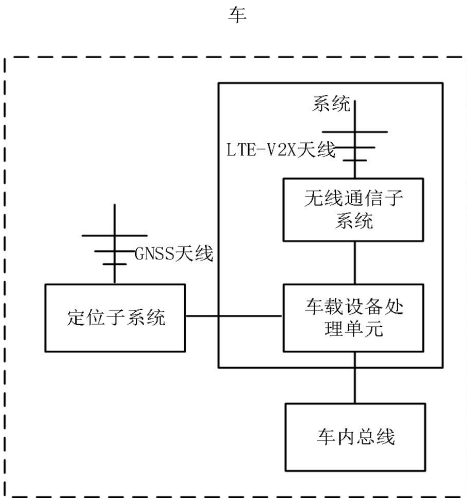 车
系统
LTE-V2X天线
无线通信子
系统
GNSS天线
定位子系统
车载设备处
理单元
车内总线